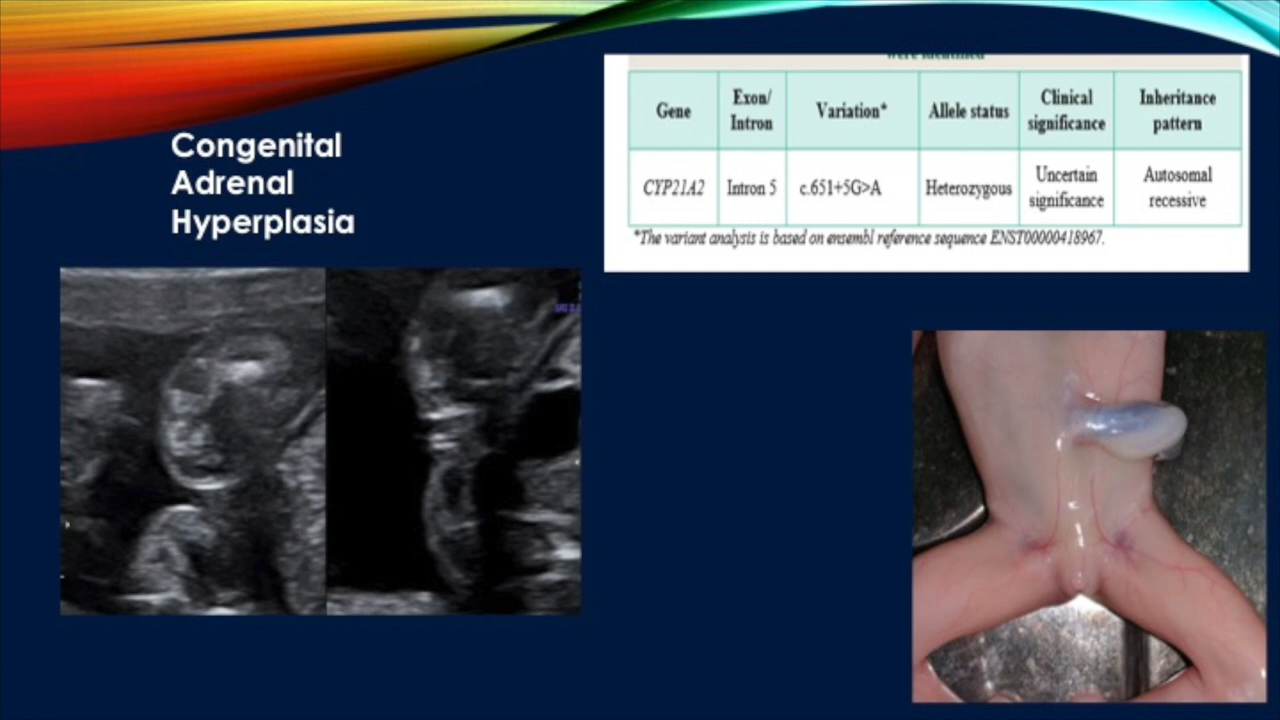 Congenital
Adrenal
Hyperplasia
were identified
Gene Exon/ Intron Variation* Allele status Clinical significance Inheritance pattern
CYP21A2 Intron 5 c.651+5G>A Heterozygous Uncertain significance Autosomal recessive
*The variant analysis is based on ensembl reference sequence ENST00000418967.